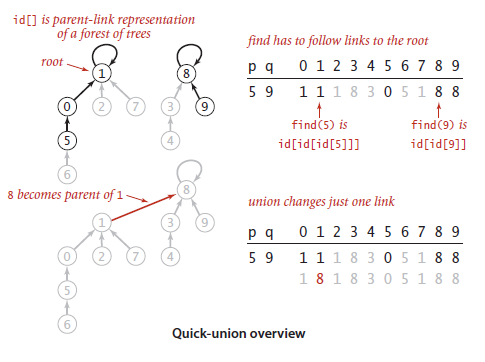 id[] is parent-link representation
of a forest of trees
root
1
8
0
2
7
3
9
5
4
6
8 becomes parent of 1
8
1
3
9
0
2
7
4
5
6
find has to follow links to the root
p q 0 1 2 3 4 5 6 7 8 9
5 9 1 1 1 8 3 0 5 1 8 8
find(5) is
id[id[id[5]]]
find(9) is
id[id[9]]
union changes just one link
p q 0 1 2 3 4 5 6 7 8 9
5 9 1 1 1 8 3 0 5 1 8 8
1 8 1 8 3 0 5 1 8 8
Quick-union overview